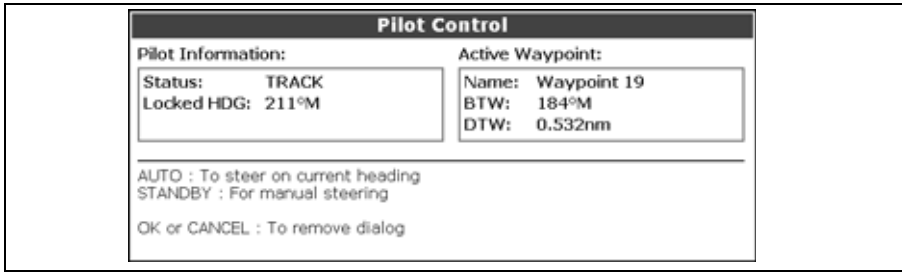 Pilot Control
Pilot Information:
Status: TRACK
Locked HDG: 211°M
Active Waypoint:
Name: Waypoint 19
BTW: 184°M
DTW: 0.532nm
AUTO : To steer on current heading
STANDBY : For manual steering
OK or CANCEL : To remove dialog